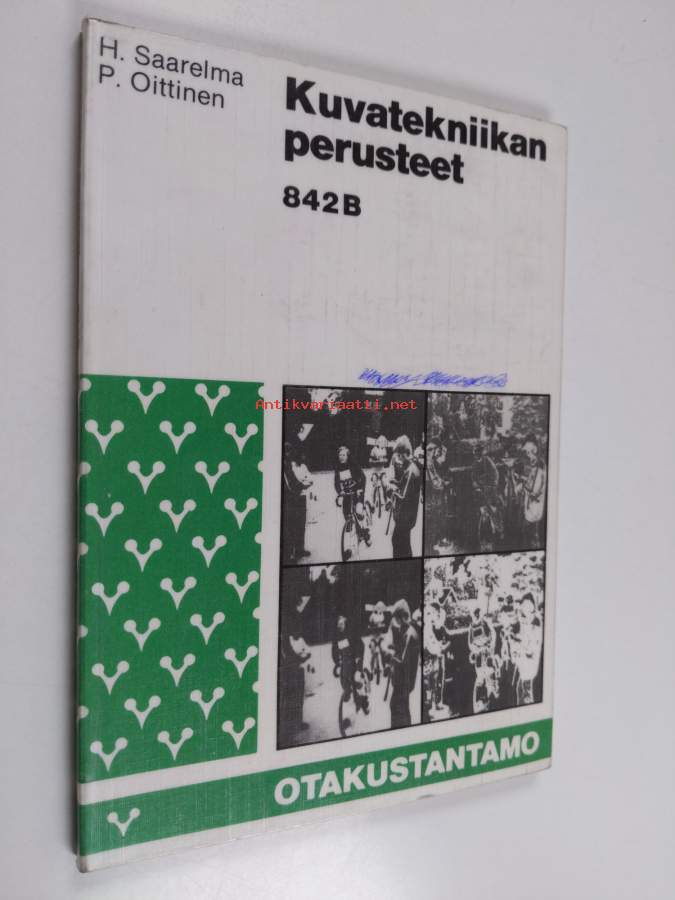 H. Saarelma
P. Oittinen
Kuvatekniikan
perusteet
842B
Antikvariaatti.net
OTAKUSTANTAMO